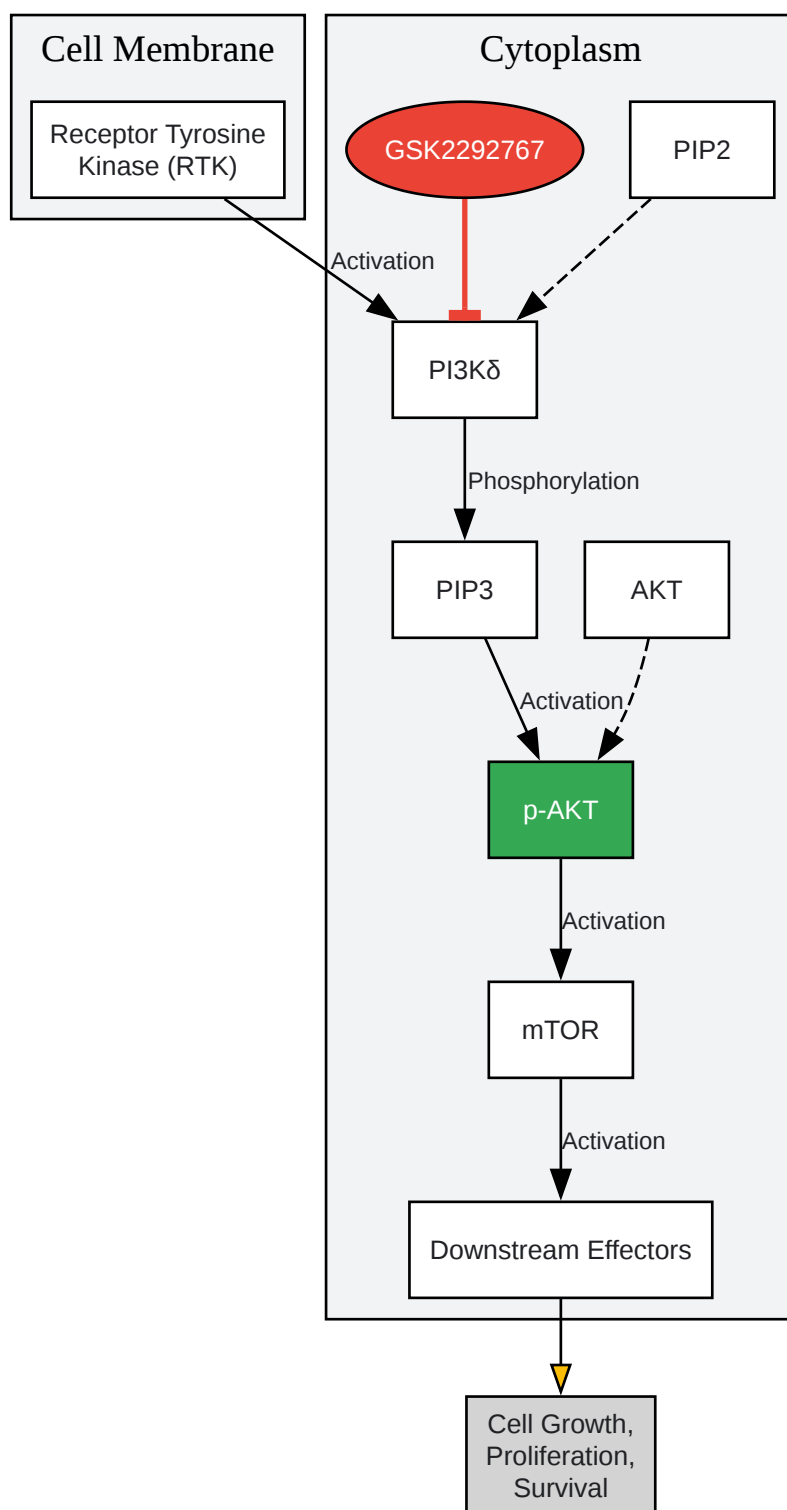 Cell Membrane
Cytoplasm
Receptor Tyrosine
Kinase (RTK)
GSK2292767
PIP2
Activation
PI3Kδ
Phosphorylation
PIP3
AKT
Activation
p-AKT
Activation
mTOR
Activation
Downstream Effectors
Cell Growth,
Proliferation,
Survival